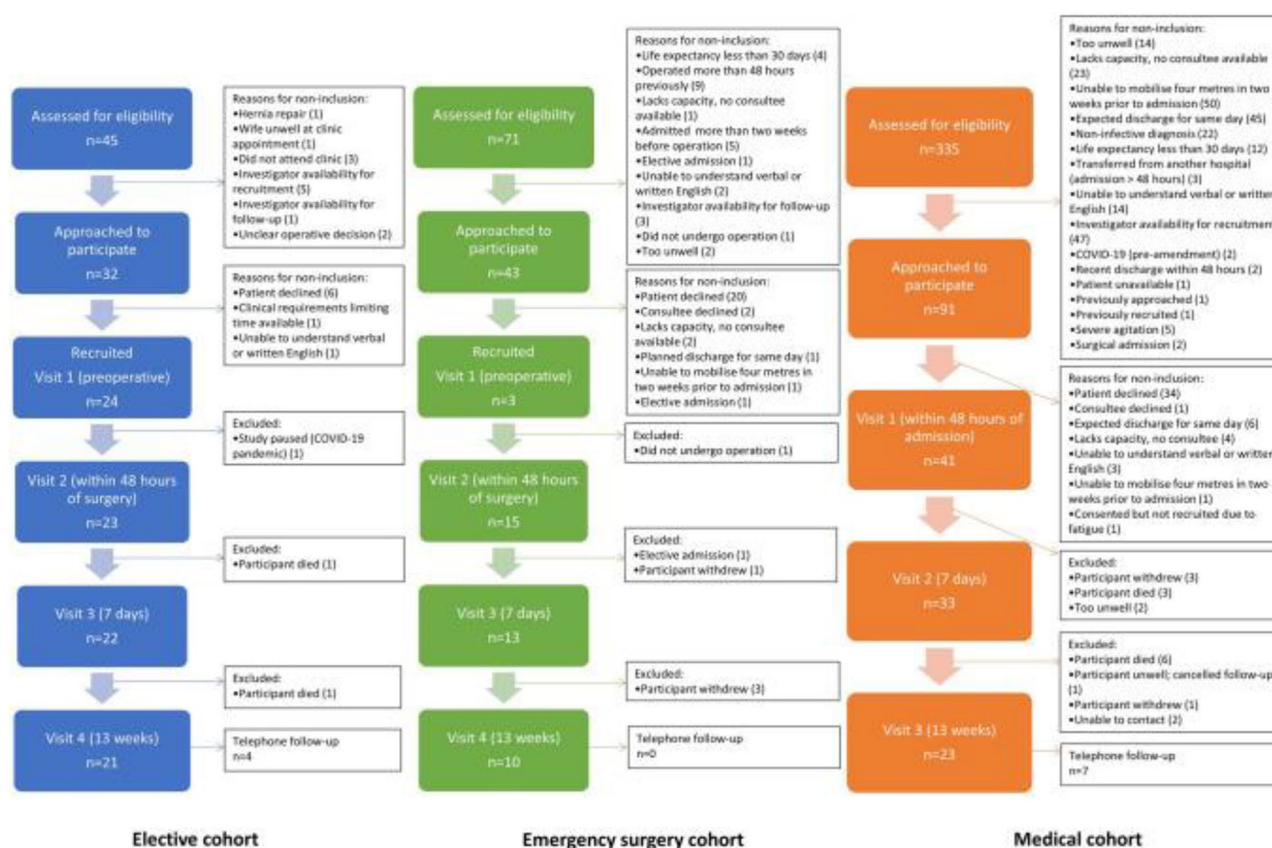 Assessed for eligibility
n=45
Reasons for non-inclusion:
•Hernia repair (1)
•Wife unwell at clinic
appointment (1)
•Did not attend clinic (3)
•Investigator availability for
recruitment (5)
•Investigator availability for
follow-up (1)
•Unclear operative decision (2)
Approached to
participate
n=32
Reasons for non-inclusion:
•Patient declined (6)
•Clinical requirements limiting
time available (1)
•Unable to understand verbal
or written English (1)
Recruited
Visit 1 (preoperative)
n=24
Excluded:
•Study paused (COVID-19
pandemic) (1)
Visit 2 (within 48 hours
of surgery)
n=23
Excluded:
•Participant died (1)
Visit 3 (7 days)
n=22
Excluded:
•Participant died (1)
Visit 4 (13 weeks)
n=21
Telephone follow-up
n=4
Elective cohort
Assessed for eligibility
n=71
Reasons for non-inclusion:
•Life expectancy less than 30 days (4)
•Operated more than 48 hours
previously (9)
•Lacks capacity, no consultee
available (1)
•Admitted more than two weeks
before operation (5)
•Elective admission (1)
•Unable to understand verbal or
written English (2)
•Investigator availability for follow-up
(3)
•Did not undergo operation (1)
•Too unwell (2)
Approached to
participate
n=43
Reasons for non-inclusion:
•Patient declined (20)
•Consultee declined (2)
•Lacks capacity, no consultee
available (2)
•Planned discharge for same day (1)
•Unable to mobilise four metres in
two weeks prior to admission (1)
•Elective admission (1)
Recruited
Visit 1 (preoperative)
n=3
Excluded:
•Did not undergo operation (1)
Visit 2 (within 48 hours
of surgery)
n=15
Excluded:
•Elective admission (1)
•Participant withdrew (1)
Visit 3 (7 days)
n=13
Excluded:
•Participant withdrew (3)
Visit 4 (13 weeks)
n=10
Telephone follow-up
n=0
Emergency surgery cohort
Assessed for eligibility
n=335
Reasons for non-inclusion:
•Too unwell (14)
•Lacks capacity, no consultee available
(23)
•Unable to mobilise four metres in two
weeks prior to admission (50)
•Expected discharge for same day (45)
•Non-infective diagnosis (22)
•Life expectancy less than 30 days (12)
•Transferred from another hospital
(admission > 48 hours) (3)
•Unable to understand verbal or written
English (14)
•Investigator availability for recruitment
(47)
•COVID-19 (pre-amendment) (2)
•Recent discharge within 48 hours (2)
•Patient unavailable (1)
•Previously approached (1)
•Previously recruited (1)
•Severe agitation (5)
•Surgical admission (2)
Approached to
participate
n=91
Reasons for non-inclusion:
•Patient declined (34)
•Consultee declined (1)
•Expected discharge for same day (6)
•Lacks capacity, no consultee (4)
•Unable to understand verbal or written
English (3)
•Unable to mobilise four metres in two
weeks prior to admission (1)
•Consented but not recruited due to
fatigue (1)
Visit 1 (within 48 hours of
admission)
n=41
Excluded:
•Participant withdrew (3)
•Participant died (3)
•Too unwell (2)
Visit 2 (7 days)
n=33
Excluded:
•Participant died (6)
•Participant unwell; cancelled follow-up
(1)
•Participant withdrew (1)
•Unable to contact (2)
Visit 3 (13 weeks)
n=23
Telephone follow-up
n=7
Medical cohort